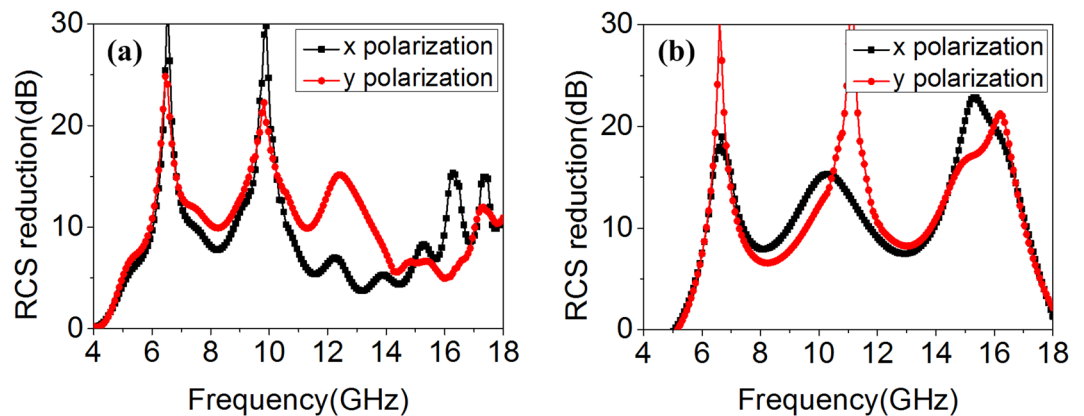 (a)
x polarization
y polarization
RCS reduction(dB)
30
20
10
0
4 6 8 10 12 14 16 18
Frequency(GHz)
(b)
x polarization
y polarization
RCS reduction(dB)
30
20
10
0
4 6 8 10 12 14 16 18
Frequency(GHz)